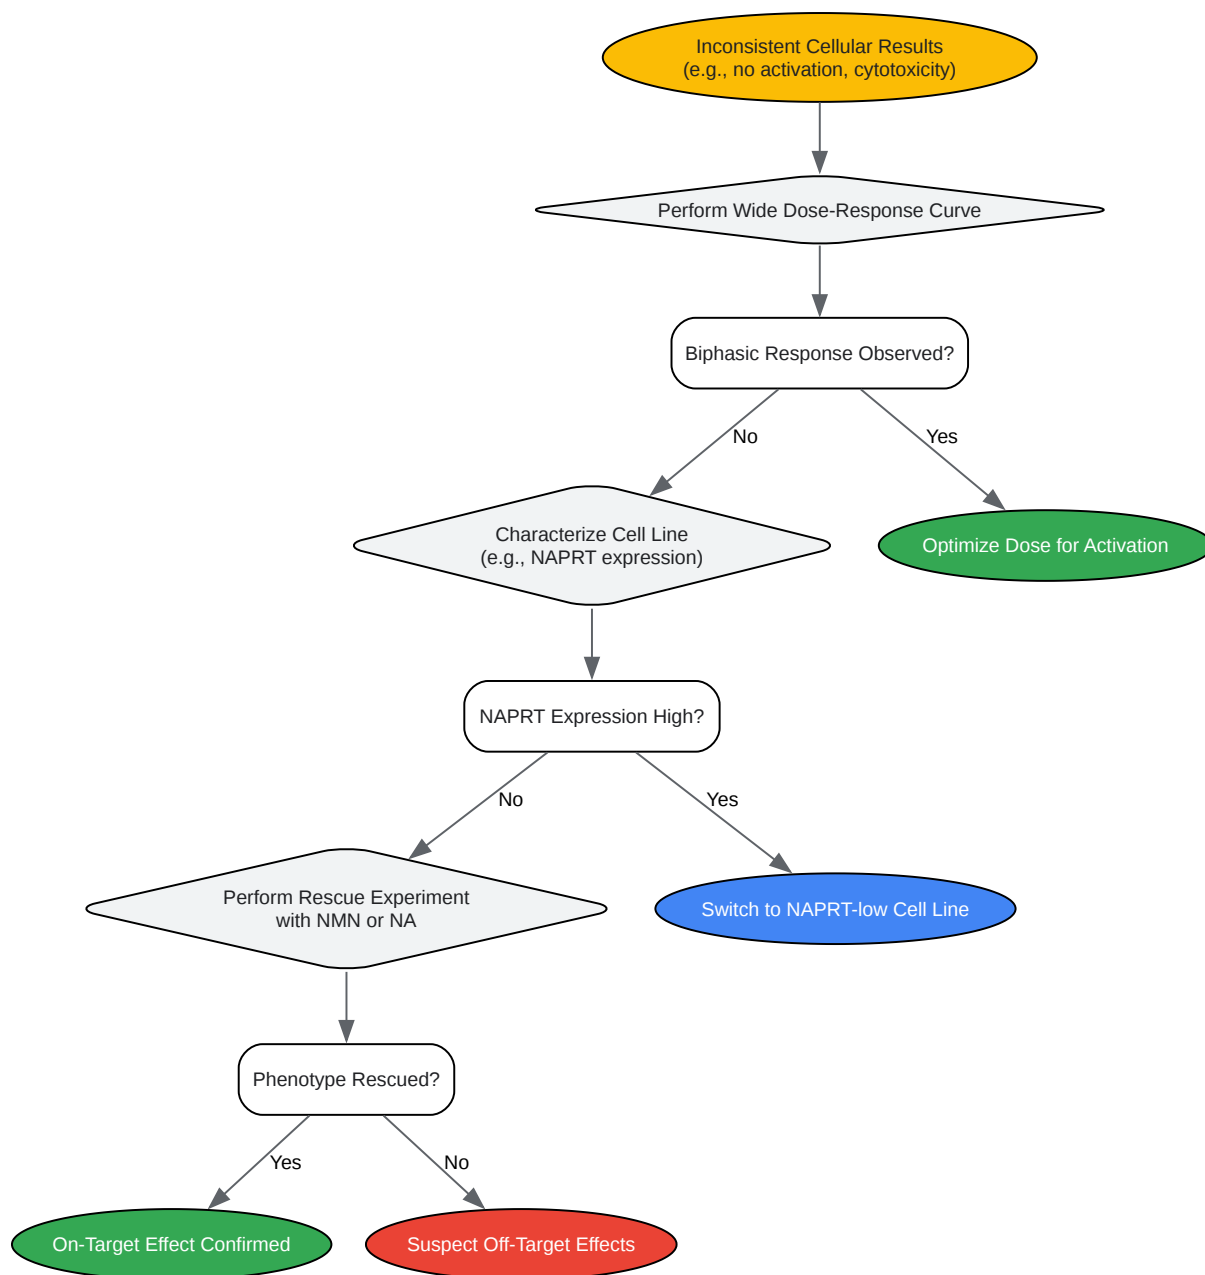 Inconsistent Cellular Results
(e.g., no activation, cytotoxicity)
Perform Wide Dose-Response Curve
Biphasic Response Observed?
No
Yes
Characterize Cell Line
(e.g., NAPRT expression)
Optimize Dose for Activation
NAPRT Expression High?
No
Yes
Perform Rescue Experiment
with NMN or NA
Switch to NAPRT-low Cell Line
Phenotype Rescued?
Yes
No
On-Target Effect Confirmed
Suspect Off-Target Effects